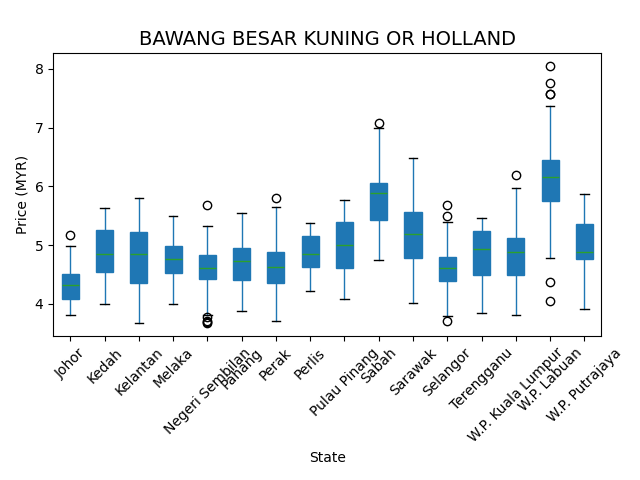 BAWANG BESAR KUNING OR HOLLAND
Price (MYR)
8
7
6
5
4
Johor
Kedah
Kelantan
Melaka
Negeri Sembilan
Pahang
Perak
Perlis
Pulau Pinang
Sabah
Sarawak
Selangor
Terengganu
W.P. Kuala Lumpur
W.P. Labuan
W.P. Putrajaya
State